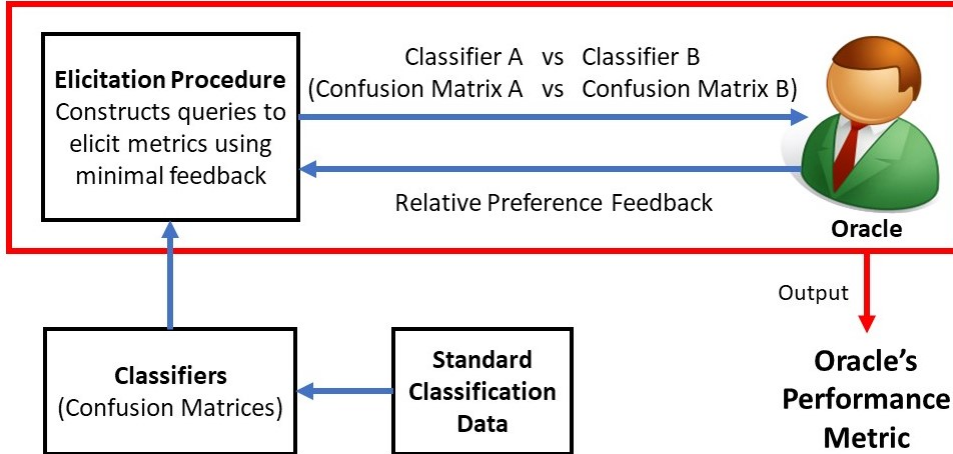 Elicitation Procedure
Constructs queries to
elicit metrics using
minimal feedback
Classifier A vs Classifier B
(Confusion Matrix A vs Confusion Matrix B)
Relative Preference Feedback
Oracle
Output
Classifiers
(Confusion Matrices)
Standard
Classification
Data
Oracle’s
Performance
Metric